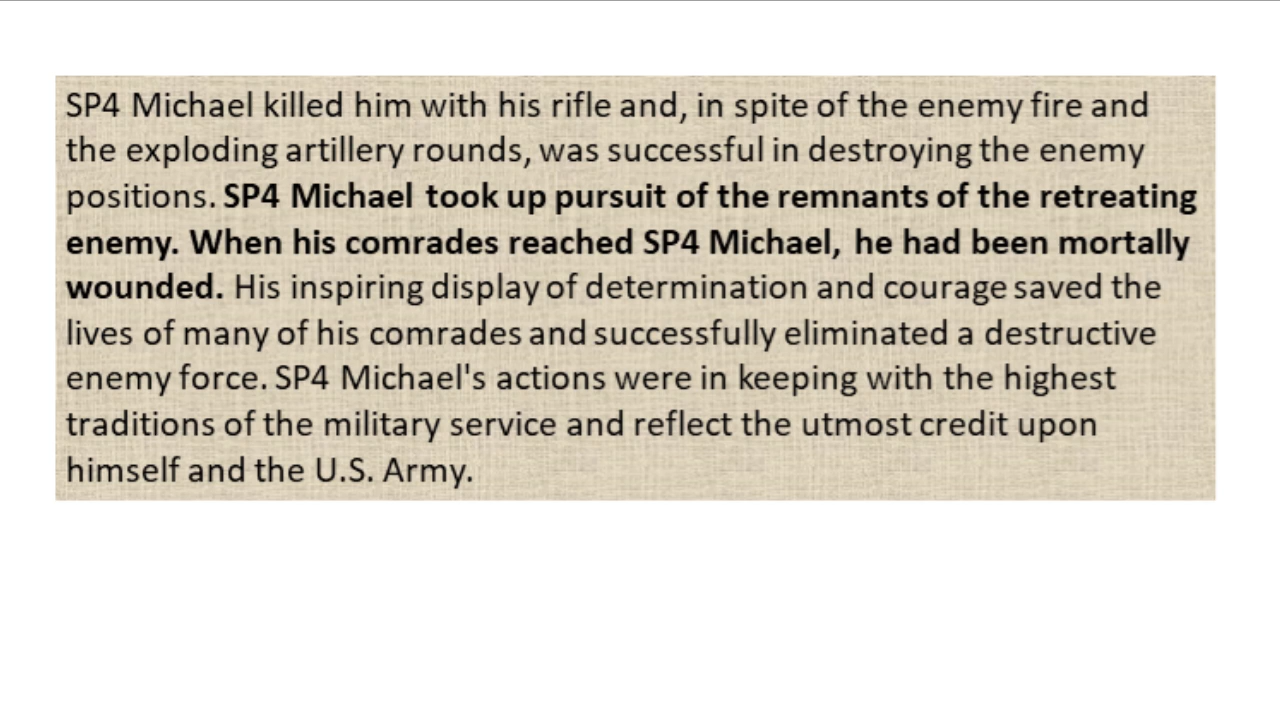 SP4 Michael killed him with his rifle and, in spite of the enemy fire and
the exploding artillery rounds, was successful in destroying the enemy
positions. SP4 Michael took up pursuit of the remnants of the retreating
enemy. When his comrades reached SP4 Michael, he had been mortally
wounded. His inspiring display of determination and courage saved the
lives of many of his comrades and successfully eliminated a destructive
enemy force. SP4 Michael's actions were in keeping with the highest
traditions of the military service and reflect the utmost credit upon
himself and the U.S. Army.